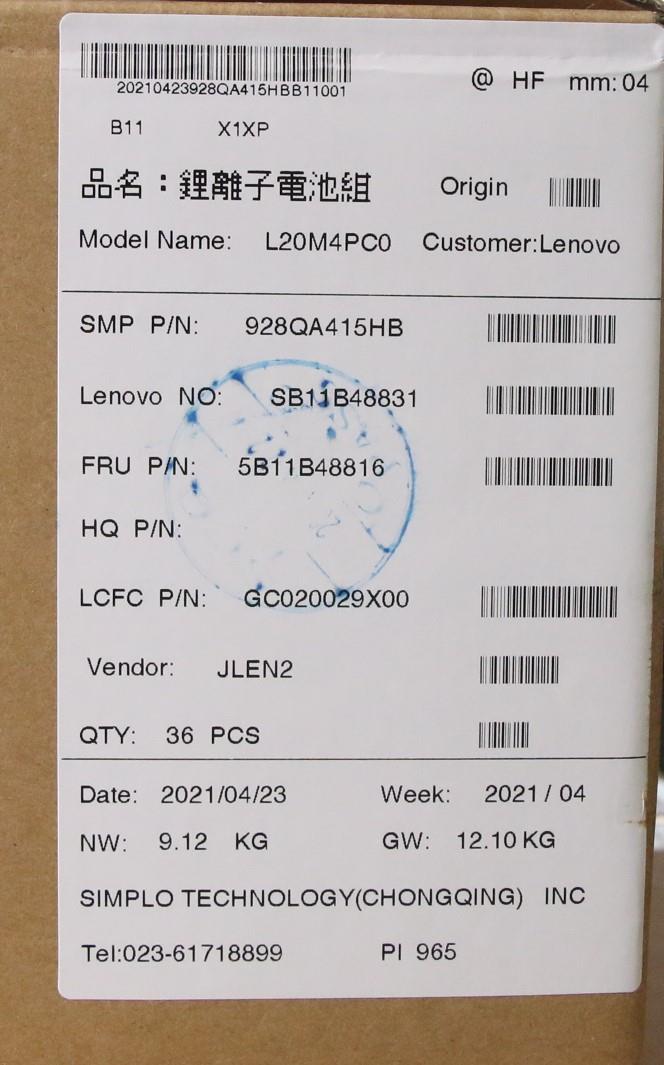 20210423928QA415HBB11001
@ HF mm: 04
B11 X1XP
品名：鋰離子電池組 Origin
Model Name: L20M4PC0 Customer:Lenovo
SMP P/N: 928QA415HB
Lenovo NO: SB11B48831
FRU P/N: 5B11B48816
HQ P/N:
LCFC P/N: GC020029X00
Vendor: JLEN2
QTY: 36 PCS
Date: 2021/04/23 Week: 2021 / 04
NW: 9.12 KG GW: 12.10 KG
SIMPLO TECHNOLOGY(CHONGQING) INC
Tel:023-61718899 PI 965